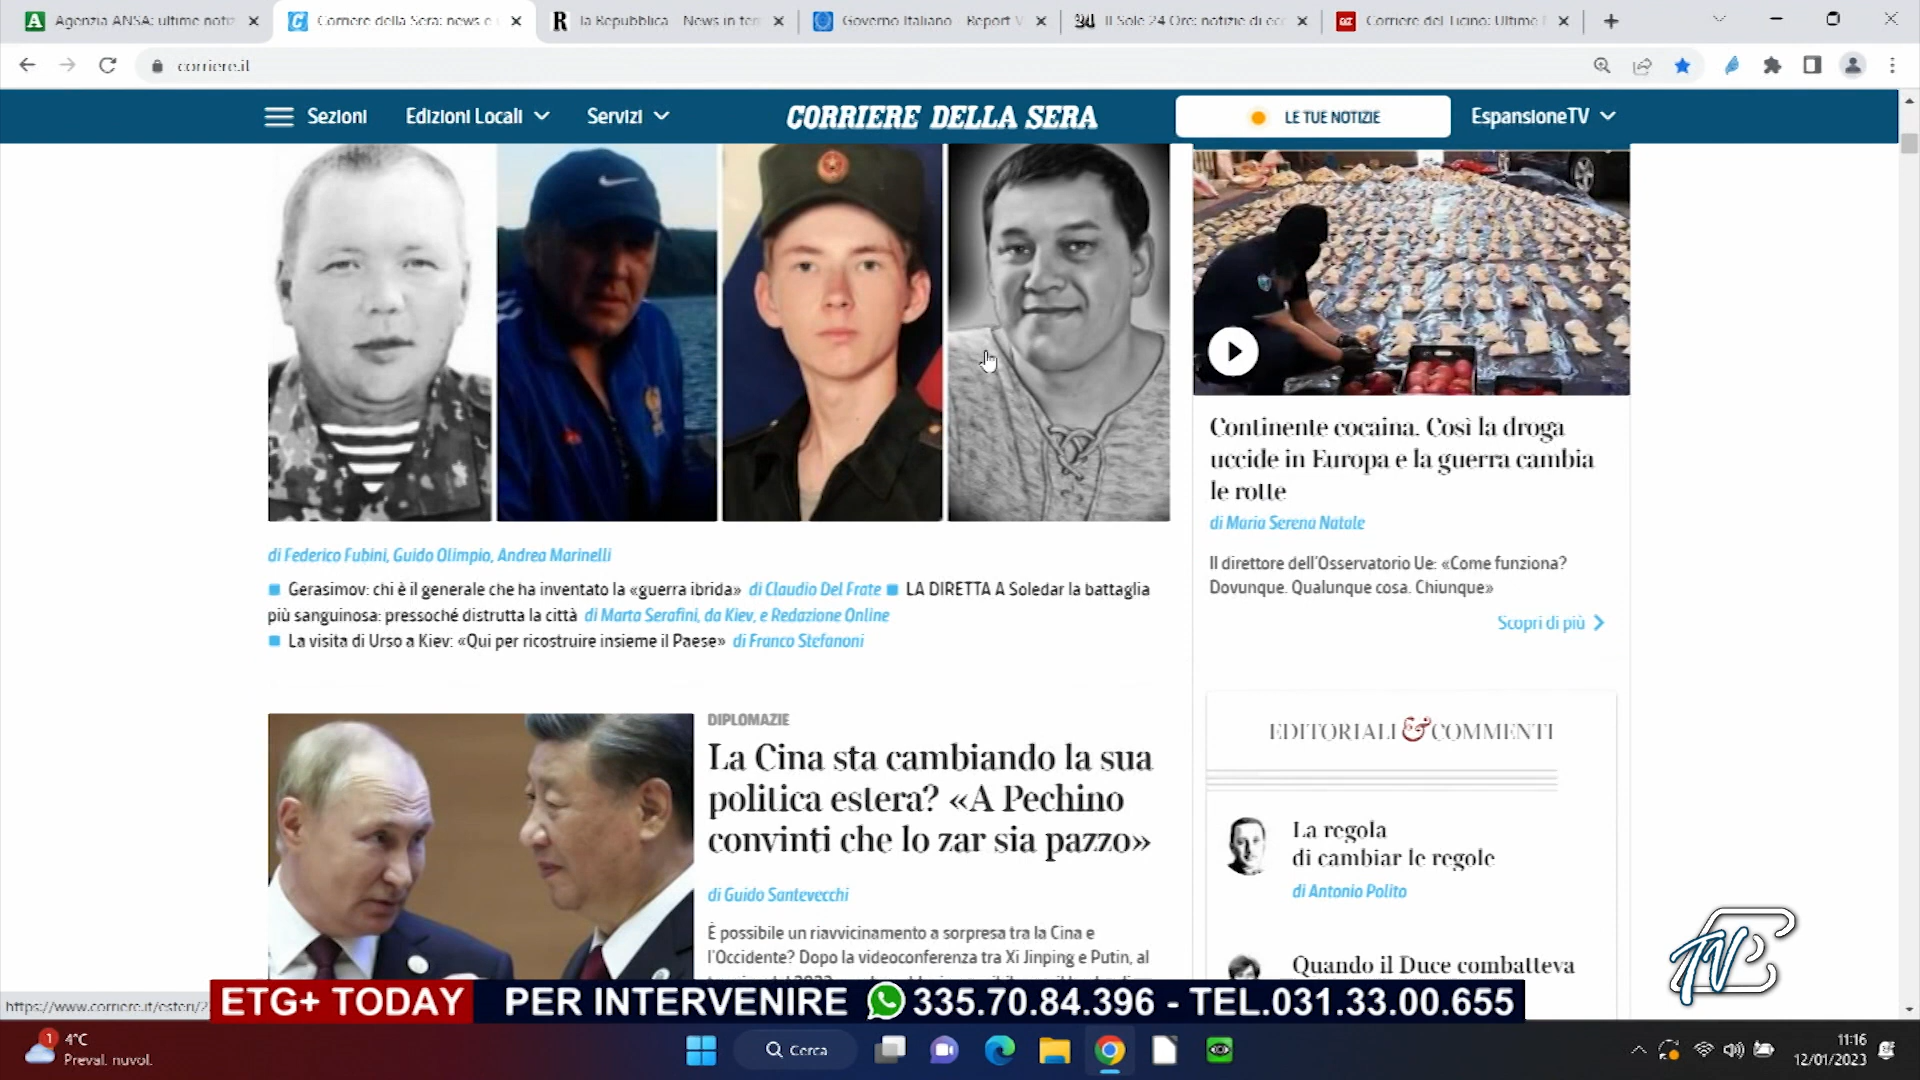 Agenzia ANSA: ultime notiz
Corriere della Sera: news e
R la Repubblica - News in tem
Governo Italiano - Report V
24 Il Sole 24 Ore: notizie di ec
Corriere del Ticino: Ultime
corriere.it
Sezioni
Edizioni Locali
Servizi
CORRIERE DELLA SERA
LE TUE NOTIZIE
EspansioneTV
di Federico Fubini, Guido Olimpio, Andrea Marinelli
Gerasimov: chi è il generale che ha inventato la «guerra ibrida» di Claudio Del Frate LA DIRETTA A Soledar la battaglia
più sanguinosa: pressoché distrutta la città di Marta Serafini, da Kiev, e Redazione Online
La visita di Urso a Kiev: «Qui per ricostruire insieme il Paese» di Franco Stefanoni
Continente cocaina. Così la droga
uccide in Europa e la guerra cambia
le rotte
di Maria Serena Natale
Il direttore dell'Osservatorio Ue: «Come funziona?
Dovunque. Qualunque cosa. Chiunque»
Scopri di più
DIPLOMAZIE
La Cina sta cambiando la sua
politica estera? «A Pechino
convinti che lo zar sia pazzo»
di Guido Santevecchi
È possibile un riavvicinamento a sorpresa tra la Cina e
l'Occidente? Dopo la videoconferenza tra Xi Jinping e Putin, al
EDITORIALI & COMMENTI
La regola
di cambiar le regole
di Antonio Polito
Quando il Duce combatteva
TVC
https://www.corriere.it/esteri/2
ETG+ TODAY PER INTERVENIRE 335.70.84.396 - TEL.031.33.00.655
1
4°C
Preval. nuvol.
Cerca
11:16
12/01/2023